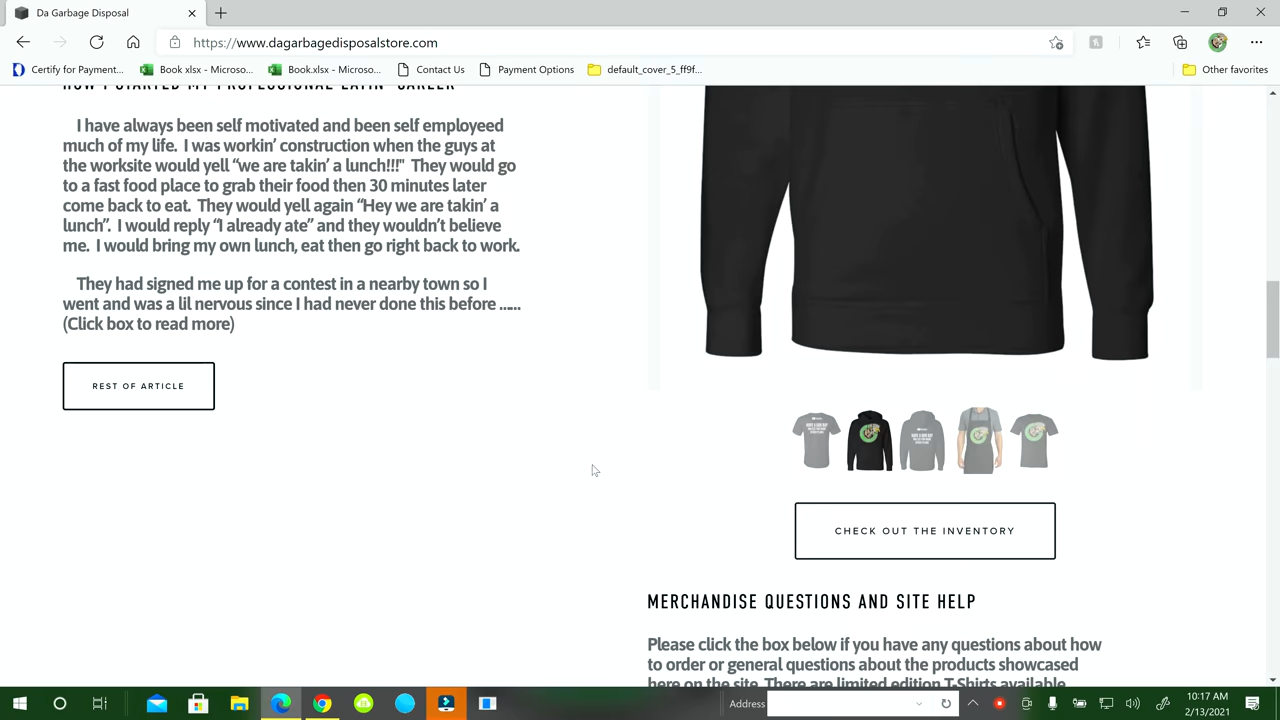 Da Garbage Disposal
https://www.dagarbagedisposalstore.com
Certify for Payment...
Book xlsx - Microso...
Book.xlsx - Microso...
Contact Us
Payment Options
default_cover_5_ff9f...
Other favorites
HOW I STARTED MY PROFESSIONAL EATIN' CAREER
I have always been self motivated and been self employeed
much of my life. I was workin’ construction when the guys at
the worksite would yell “we are takin’ a lunch!!!" They would go
to a fast food place to grab their food then 30 minutes later
come back to eat. They would yell again “Hey we are takin’ a
lunch”. I would reply “I already ate” and they wouldn’t believe
me. I would bring my own lunch, eat then go right back to work.
They had signed me up for a contest in a nearby town so I
went and was a lil nervous since I had never done this before ......
(Click box to read more)
REST OF ARTICLE
CHECK OUT THE INVENTORY
MERCHANDISE QUESTIONS AND SITE HELP
Please click the box below if you have any questions about how
to order or general questions about the products showcased
here on the site. There are limited edition T-Shirts available
Address
10:17 AM
2/13/2021